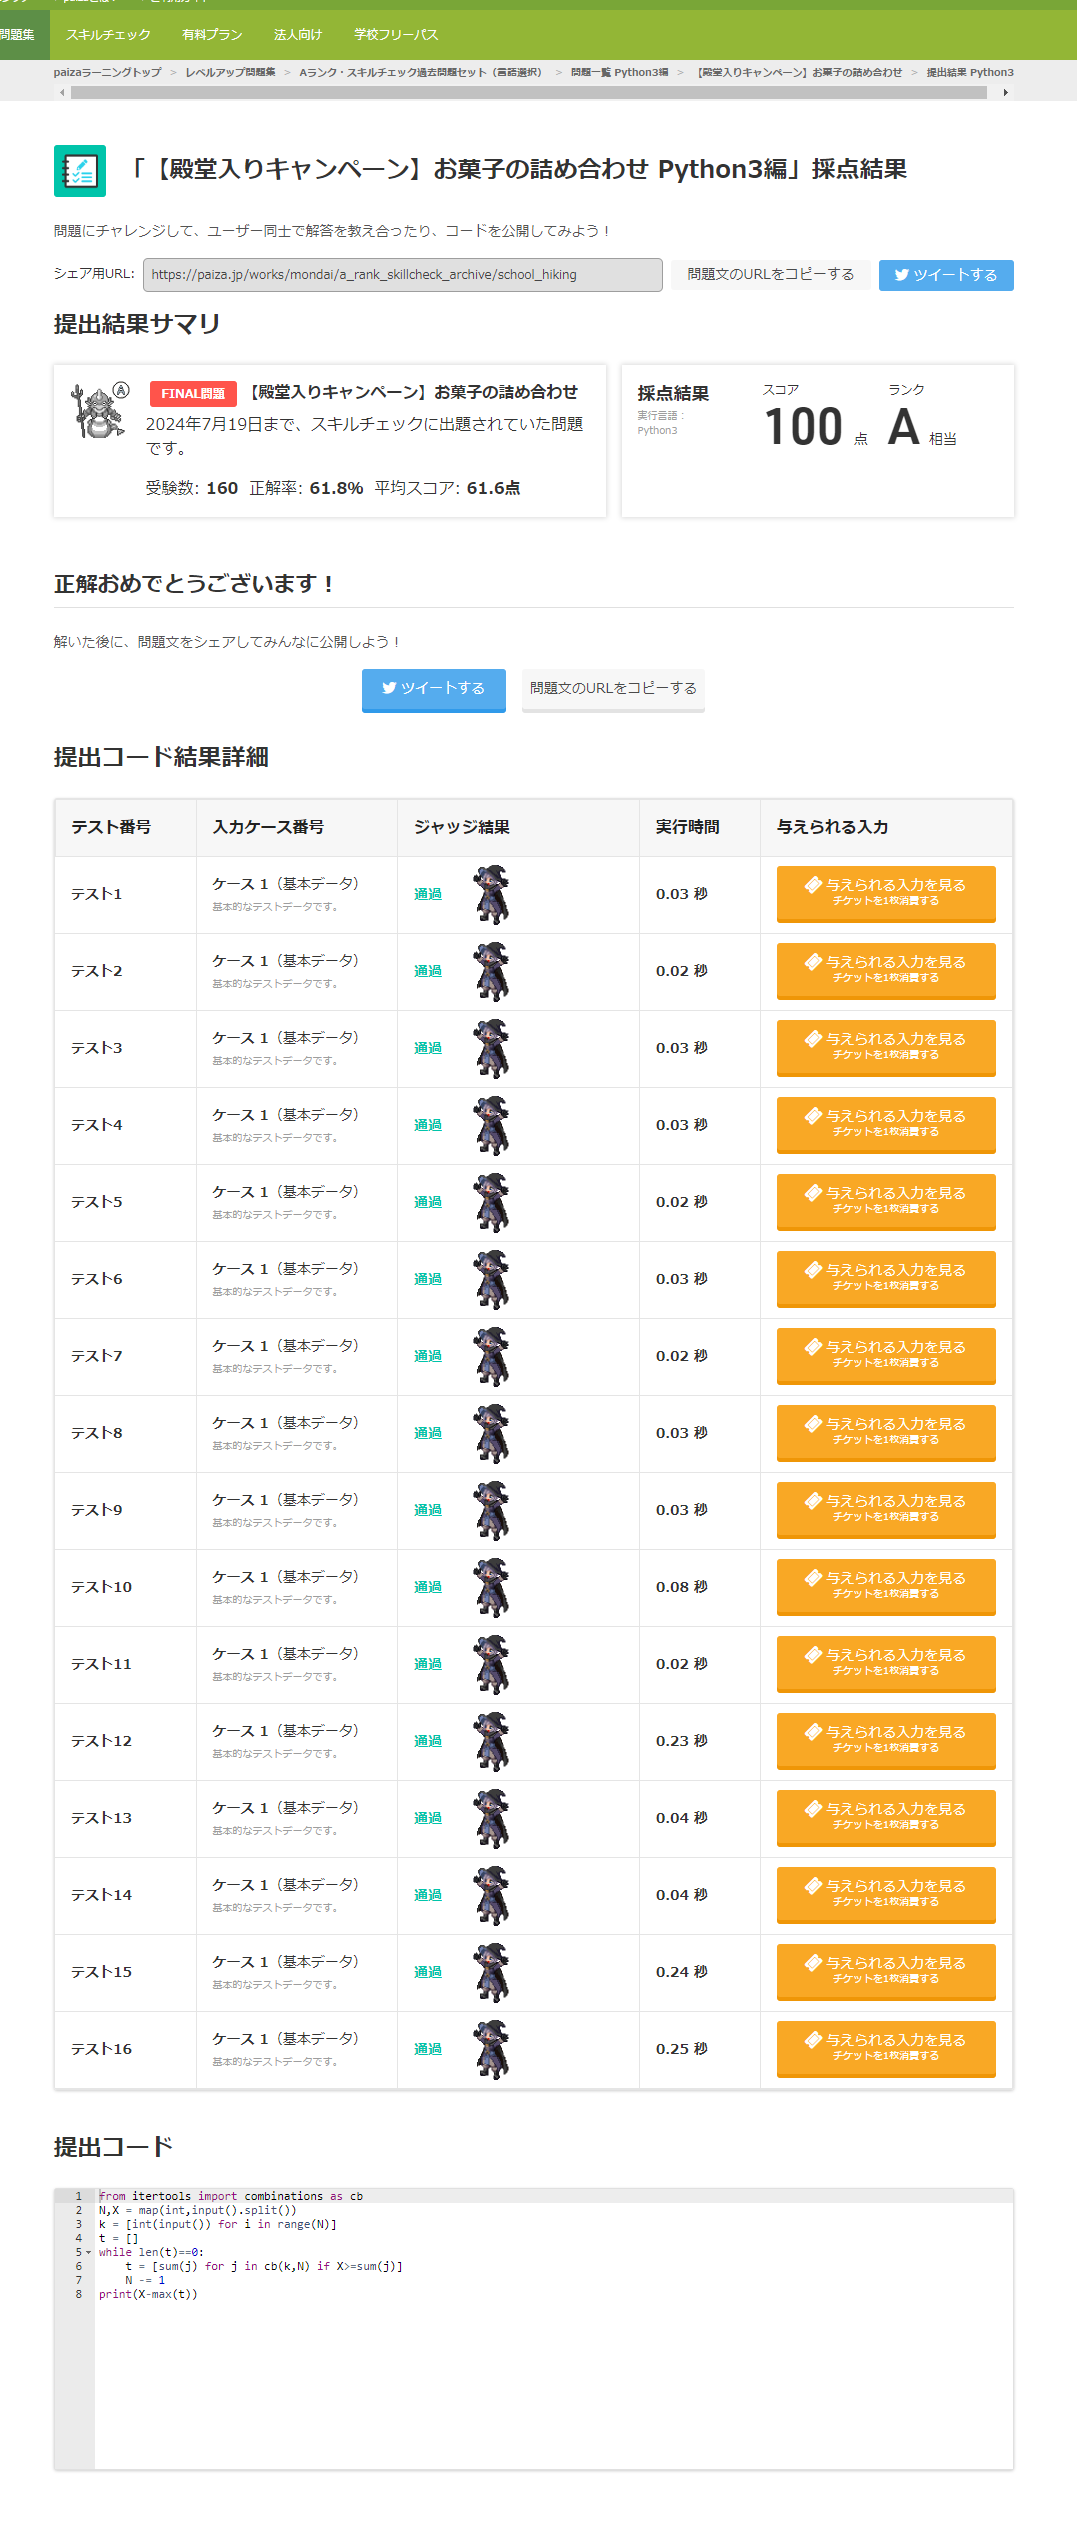 問題集 スキルチェック 有料プラン 法人向け 学校フリーパス
paizaラーニングトップ > レベルアップ問題集 > Aランク・スキルチェック過去問題セット（言語選択） > 問題一覧 Python3編 > 【殿堂入りキャンペーン】お菓子の詰め合わせ > 提出結果 Python3
「【殿堂入りキャンペーン】お菓子の詰め合わせ Python3編」採点結果
問題にチャレンジして、ユーザー同士で解答を教え合ったり、コードを公開してみよう！
シェア用URL: https://paiza.jp/works/mondai/a_rank_skillcheck_archive/school_hiking 問題文のURLをコピーする ツイートする
提出結果サマリ
A FINAL問題 【殿堂入りキャンペーン】お菓子の詰め合わせ
2024年7月19日まで、スキルチェックに出題されていた問題
です。
受験数: 160 正解率: 61.8% 平均スコア: 61.6点
採点結果 スコア ランク
実行言語：
Python3
100 点 A 相当
正解おめでとうございます！
解いた後に、問題文をシェアしてみんなに公開しよう！
ツイートする 問題文のURLをコピーする
提出コード結果詳細
テスト番号 入力ケース番号 ジャッジ結果 実行時間 与えられる入力
テスト1 ケース 1（基本データ） 通過 0.03 秒 与えられる入力を見る
基本的なテストデータです。 チケットを1枚消費する
テスト2 ケース 1（基本データ） 通過 0.02 秒 与えられる入力を見る
基本的なテストデータです。 チケットを1枚消費する
テスト3 ケース 1（基本データ） 通過 0.03 秒 与えられる入力を見る
基本的なテストデータです。 チケットを1枚消費する
テスト4 ケース 1（基本データ） 通過 0.03 秒 与えられる入力を見る
基本的なテストデータです。 チケットを1枚消費する
テスト5 ケース 1（基本データ） 通過 0.02 秒 与えられる入力を見る
基本的なテストデータです。 チケットを1枚消費する
テスト6 ケース 1（基本データ） 通過 0.03 秒 与えられる入力を見る
基本的なテストデータです。 チケットを1枚消費する
テスト7 ケース 1（基本データ） 通過 0.02 秒 与えられる入力を見る
基本的なテストデータです。 チケットを1枚消費する
テスト8 ケース 1（基本データ） 通過 0.03 秒 与えられる入力を見る
基本的なテストデータです。 チケットを1枚消費する
テスト9 ケース 1（基本データ） 通過 0.03 秒 与えられる入力を見る
基本的なテストデータです。 チケットを1枚消費する
テスト10 ケース 1（基本データ） 通過 0.08 秒 与えられる入力を見る
基本的なテストデータです。 チケットを1枚消費する
テスト11 ケース 1（基本データ） 通過 0.02 秒 与えられる入力を見る
基本的なテストデータです。 チケットを1枚消費する
テスト12 ケース 1（基本データ） 通過 0.23 秒 与えられる入力を見る
基本的なテストデータです。 チケットを1枚消費する
テスト13 ケース 1（基本データ） 通過 0.04 秒 与えられる入力を見る
基本的なテストデータです。 チケットを1枚消費する
テスト14 ケース 1（基本データ） 通過 0.04 秒 与えられる入力を見る
基本的なテストデータです。 チケットを1枚消費する
テスト15 ケース 1（基本データ） 通過 0.24 秒 与えられる入力を見る
基本的なテストデータです。 チケットを1枚消費する
テスト16 ケース 1（基本データ） 通過 0.25 秒 与えられる入力を見る
基本的なテストデータです。 チケットを1枚消費する
提出コード
1 from itertools import combinations as cb
2 N,X = map(int,input().split())
3 k = [int(input()) for i in range(N)]
4 t = []
5 while len(t)==0:
6     t = [sum(j) for j in cb(k,N) if X>=sum(j)]
7     N -= 1
8 print(X-max(t))